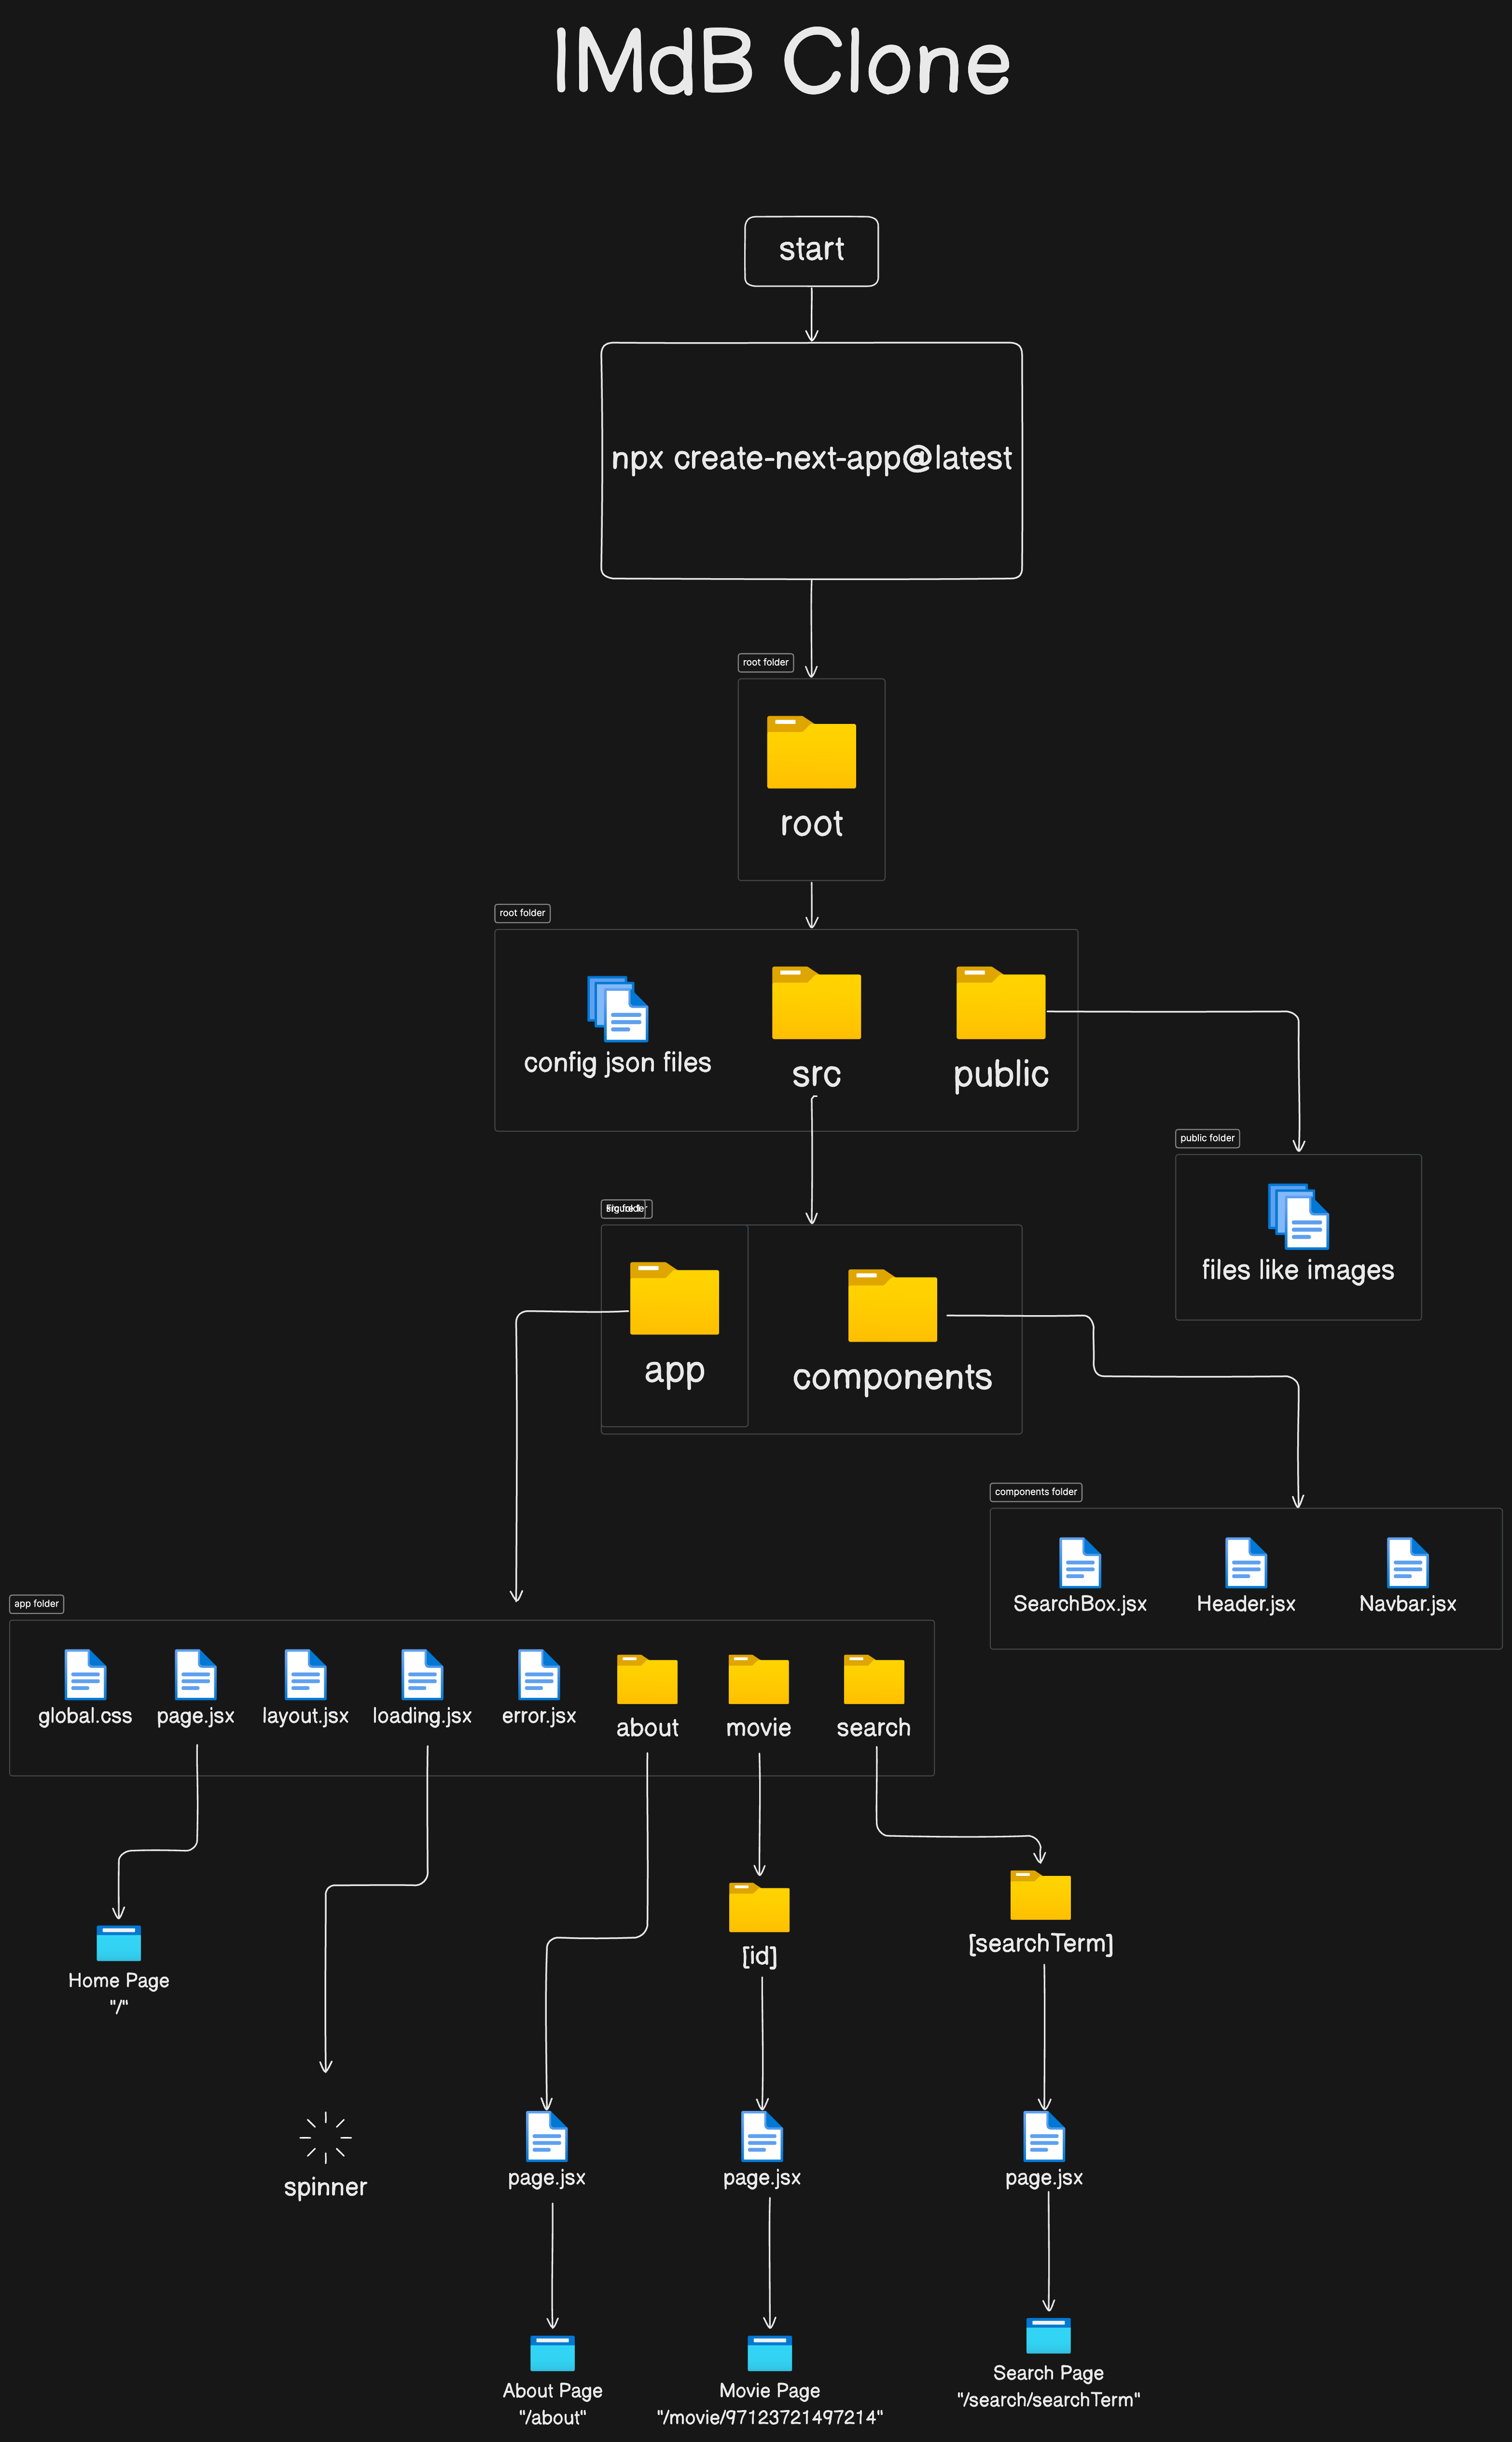 IMdB Clone
start
npx create-next-app@latest
root folder
root
root folder
config json files
src
public
public folder
files like images
app
components
components folder
SearchBox.jsx
Header.jsx
Navbar.jsx
app folder
global.css
page.jsx
layout.jsx
loading.jsx
error.jsx
about
movie
search
[id]
[searchTerm]
Home Page
"/"
spinner
page.jsx
page.jsx
page.jsx
About Page
"/about"
Movie Page
"/movie/97123721497214"
Search Page
"/search/searchTerm"